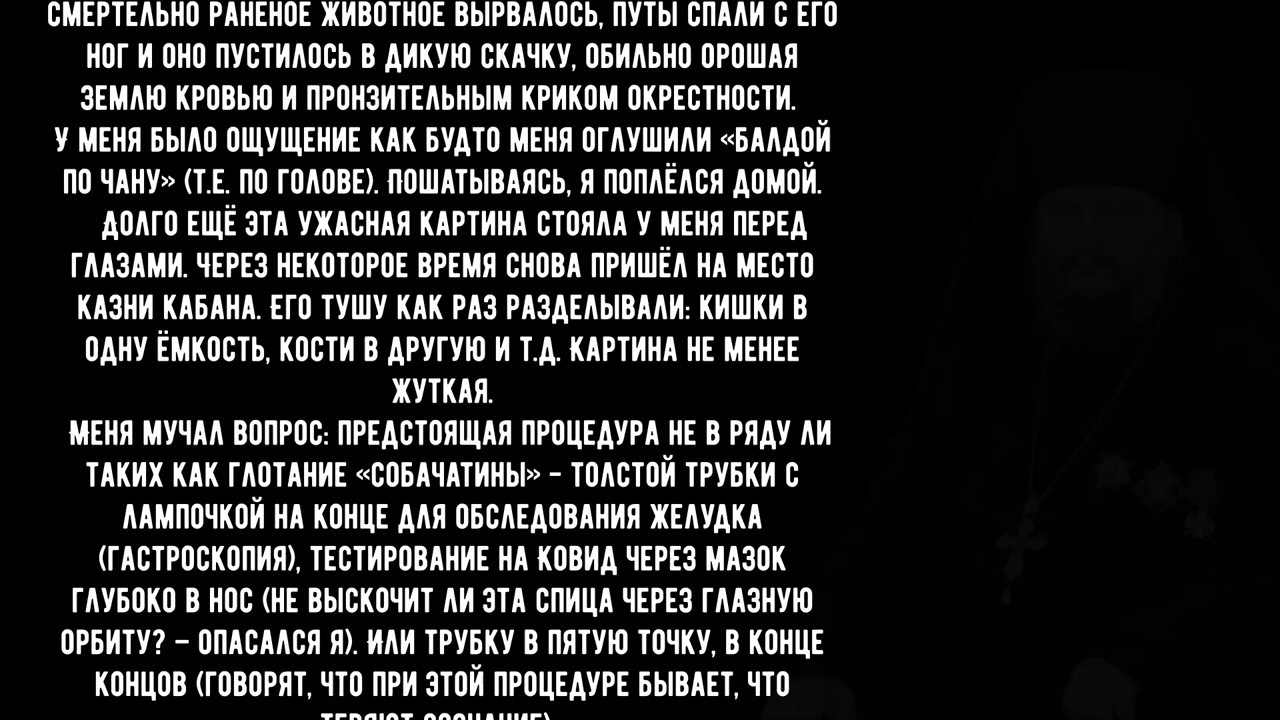 СМЕРТЕЛЬНО РАНЕНОЕ ЖИВОТНОЕ ВЫРВАЛОСЬ, ПУТЫ СПАЛИ С ЕГО
НОГ И ОНО ПУСТИЛОСЬ В ДИКУЮ СКАЧКУ, ОБИЛЬНО ОРОШАЯ
ЗЕМЛЮ КРОВЬЮ И ПРОНЗИТЕЛЬНЫМ КРИКОМ ОКРЕСТНОСТИ.
У МЕНЯ БЫЛО ОЩУЩЕНИЕ КАК БУДТО МЕНЯ ОГЛУШИЛИ «БАЛДОЙ
ПО ЧАНУ» (Т.Е. ПО ГОЛОВЕ). ПОШАТЫВАЯСЬ, Я ПОПЛЁЛСЯ ДОМОЙ.
ДОЛГО ЕЩЁ ЭТА УЖАСНАЯ КАРТИНА СТОЯЛА У МЕНЯ ПЕРЕД
ГЛАЗАМИ. ЧЕРЕЗ НЕКОТОРОЕ ВРЕМЯ СНОВА ПРИШЁЛ НА МЕСТО
КАЗНИ КАБАНА. ЕГО ТУШУ КАК РАЗ РАЗДЕЛЫВАЛИ: КИШКИ В
ОДНУ ЁМКОСТЬ, КОСТИ В ДРУГУЮ И Т.Д. КАРТИНА НЕ МЕНЕЕ
ЖУТКАЯ.
МЕНЯ МУЧАЛ ВОПРОС: ПРЕДСТОЯЩАЯ ПРОЦЕДУРА НЕ В РЯДУ ЛИ
ТАКИХ КАК ГЛОТАНИЕ «СОБАЧАТИНЫ» – ТОЛСТОЙ ТРУБКИ С
ЛАМПОЧКОЙ НА КОНЦЕ ДЛЯ ОБСЛЕДОВАНИЯ ЖЕЛУДКА
(ГАСТРОСКОПИЯ), ТЕСТИРОВАНИЕ НА КОВИД ЧЕРЕЗ МАЗОК
ГЛУБОКО В НОС (НЕ ВЫСКОЧИТ ЛИ ЭТА СПИЦА ЧЕРЕЗ ГЛАЗНУЮ
ОРБИТУ? – ОПАСАЛСЯ Я). ИЛИ ТРУБКУ В ПЯТУЮ ТОЧКУ, В КОНЦЕ
КОНЦОВ (ГОВОРЯТ, ЧТО ПРИ ЭТОЙ ПРОЦЕДУРЕ БЫВАЕТ, ЧТО
ТЕРЯЮТ СОЗНАНИЕ)